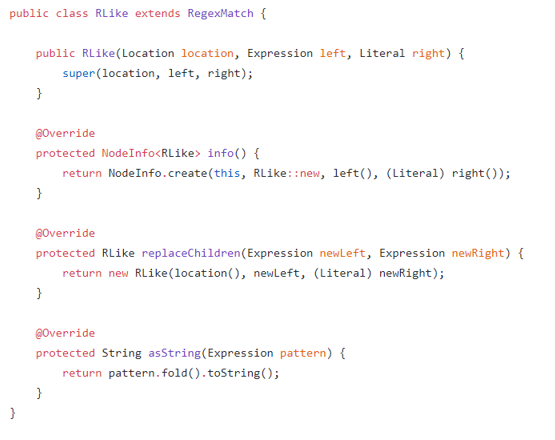 public class RLike extends RegexMatch {
public RLike(Location location, Expression left, Literal right) {
super(location, left, right);
}
@Override
protected NodeInfo<RLike> info() {
return NodeInfo.create(this, RLike::new, left(), (Literal) right());
}
@Override
protected RLike replaceChildren(Expression newLeft, Expression newRight) {
return new RLike(location(), newLeft, (Literal) newRight);
}
@Override
protected String asString(Expression pattern) {
return pattern.fold().toString();
}
}